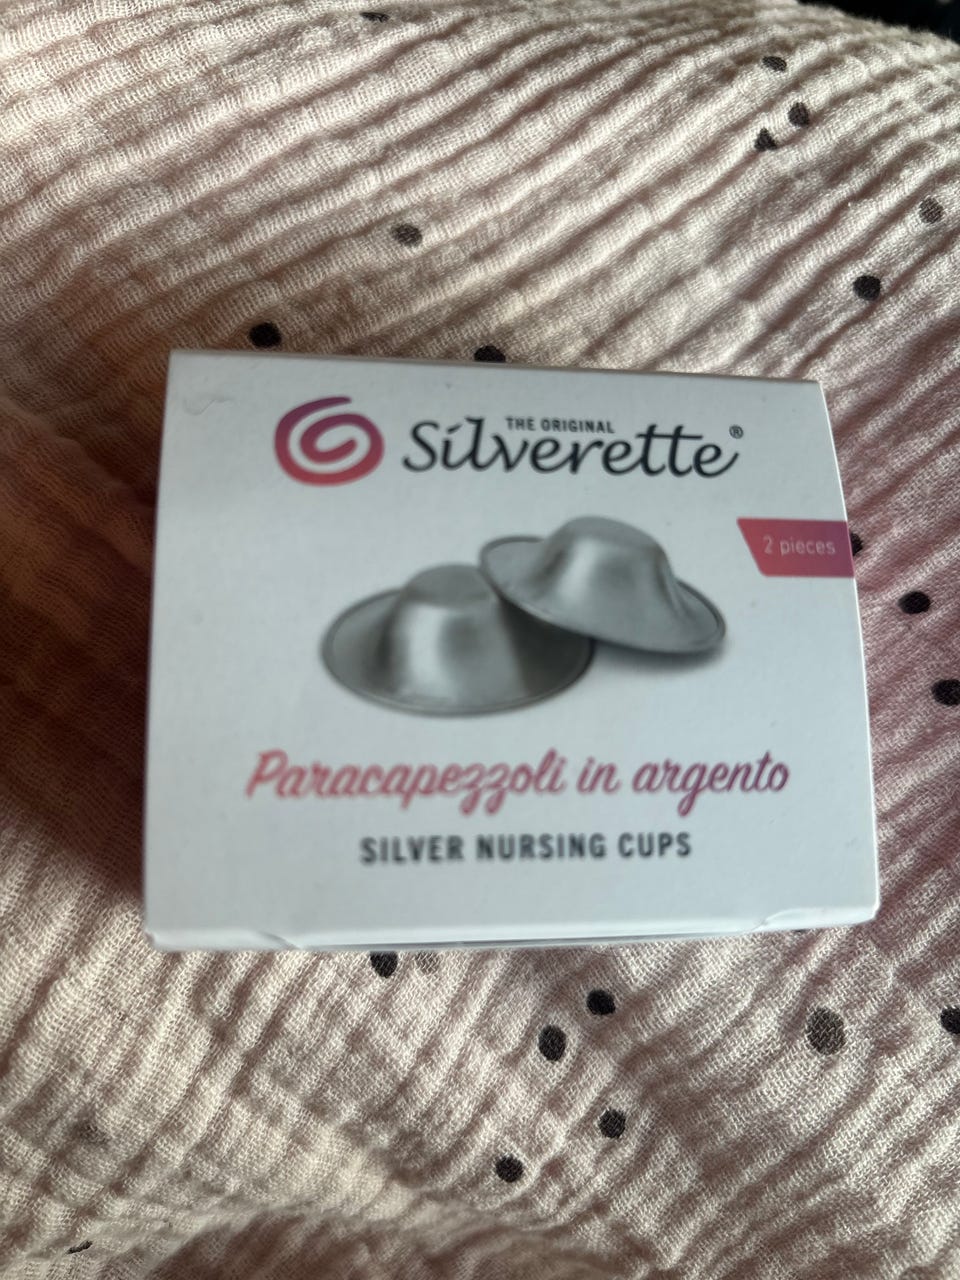 THE ORIGINAL
Silverette®
2 pieces
Paracapezzoli in argento
SILVER NURSING CUPS